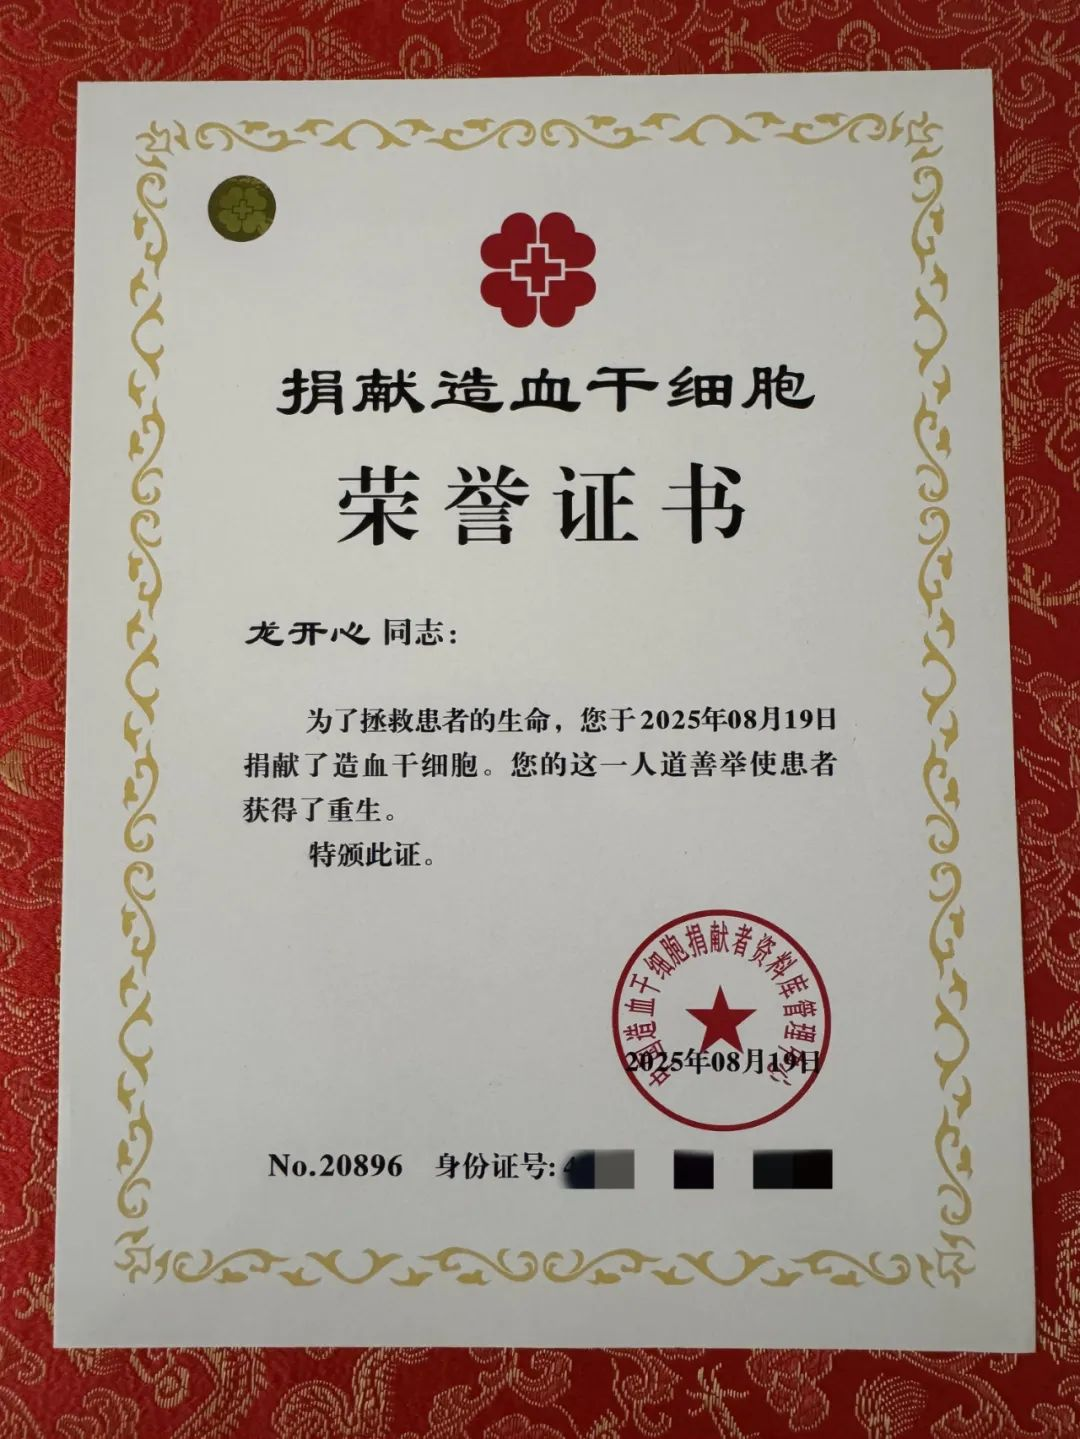 捐献造血干细胞
荣誉证书
龙开心 同志：
为了拯救患者的生命，您于2025年08月19日
捐献了造血干细胞。您的这一人道善举使患者
获得了重生。
特颁此证。
中国造血干细胞捐献者资料库管理中心
2025年08月19日
No.20896 身份证号:4